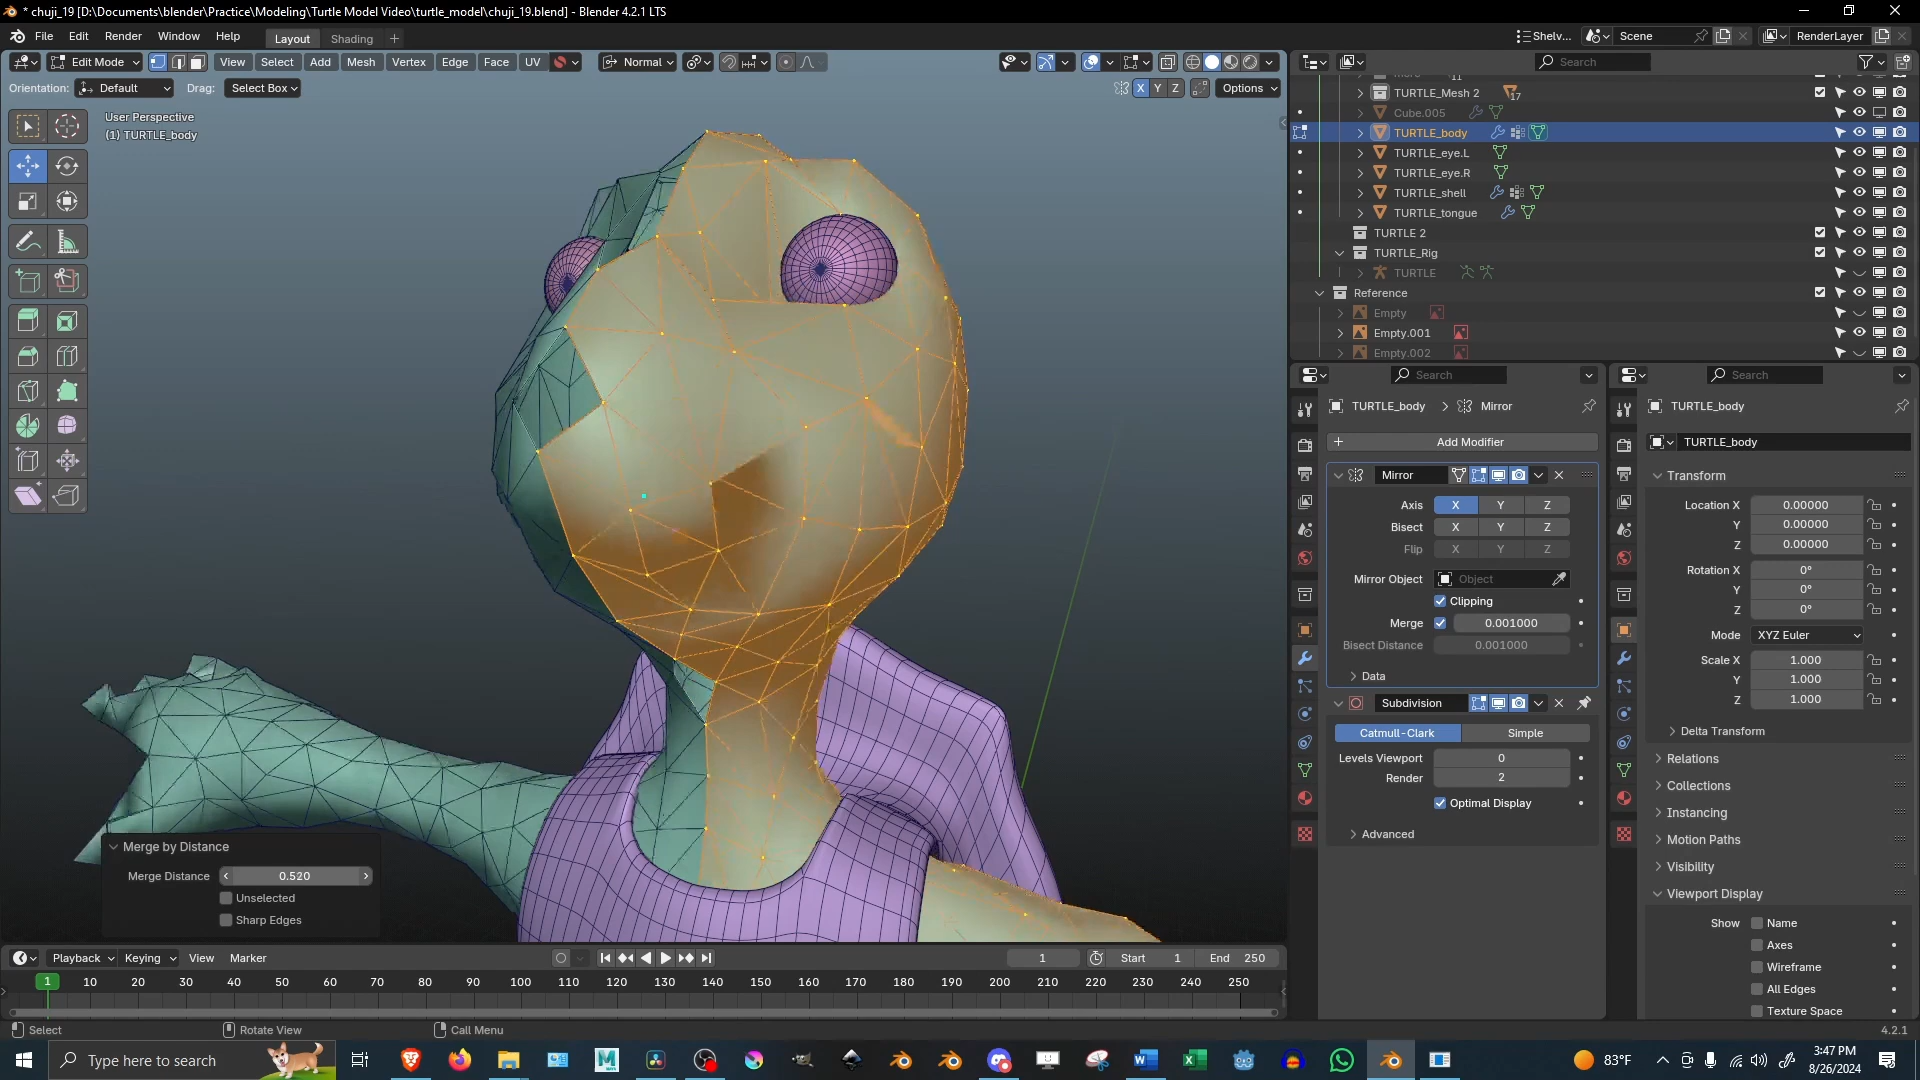 * chuji_19 [D:\Documents\blender\Practice\Modeling\Turtle Model Video\turtle_model\chuji_19.blend] - Blender 4.2.1 LTS
File Edit Render Window Help Layout Shading + Shelv... Scene RenderLayer
Edit Mode View Select Add Mesh Vertex Edge Face UV Normal Search
Orientation: Default Drag: Select Box X Y Z Options
User Perspective
(1) TURTLE_body
TURTLE_Mesh 2 17
Cube.005
TURTLE_body
TURTLE_eye.L
TURTLE_eye.R
TURTLE_shell
TURTLE_tongue
TURTLE 2
TURTLE_Rig
TURTLE
Reference
Empty
Empty.001
Empty.002
Search
TURTLE_body > Mirror
+ Add Modifier
Mirror
Axis X Y Z
Bisect X Y Z
Flip X Y Z
Mirror Object Object
Clipping
Merge 0.001000
Bisect Distance 0.001000
Data
Subdivision
Catmull-Clark Simple
Levels Viewport 0
Render 2
Optimal Display
Advanced
Search
TURTLE_body
TURTLE_body
Transform
Location X 0.00000
Y 0.00000
Z 0.00000
Rotation X 0°
Y 0°
Z 0°
Mode XYZ Euler
Scale X 1.000
Y 1.000
Z 1.000
Delta Transform
Relations
Collections
Instancing
Motion Paths
Visibility
Viewport Display
Show Name
Axes
Wireframe
All Edges
Texture Space
Merge by Distance
Merge Distance 0.520
Unselected
Sharp Edges
Playback Keying View Marker 1 Start 1 End 250
1 10 20 30 40 50 60 70 80 90 100 110 120 130 140 150 160 170 180 190 200 210 220 230 240 250
Select Rotate View Call Menu 4.2.1
Type here to search 83°F 3:47 PM
8/26/2024